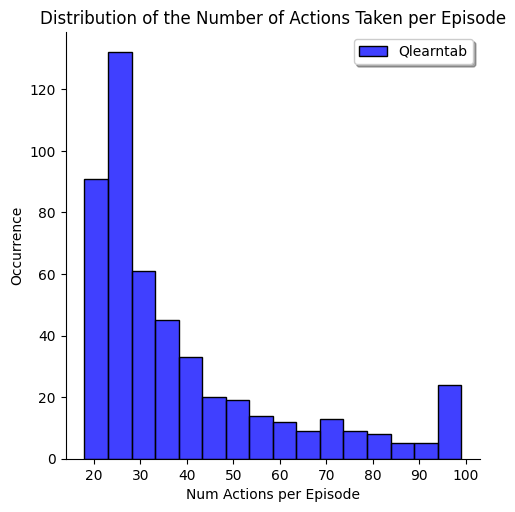 Distribution of the Number of Actions Taken per Episode
Qlearntab
Occurrence
120
100
80
60
40
20
0
20 30 40 50 60 70 80 90 100
Num Actions per Episode